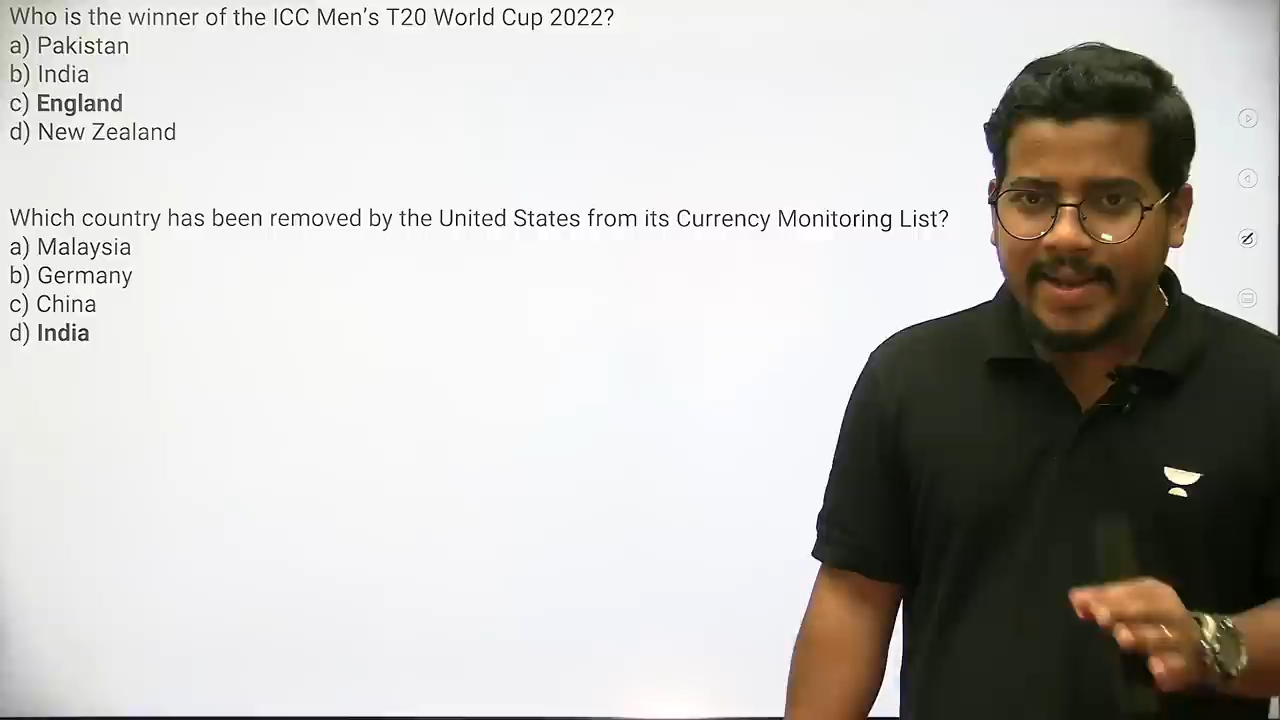 Who is the winner of the ICC Men’s T20 World Cup 2022?
a) Pakistan
b) India
c) England
d) New Zealand
Which country has been removed by the United States from its Currency Monitoring List?
a) Malaysia
b) Germany
c) China
d) India